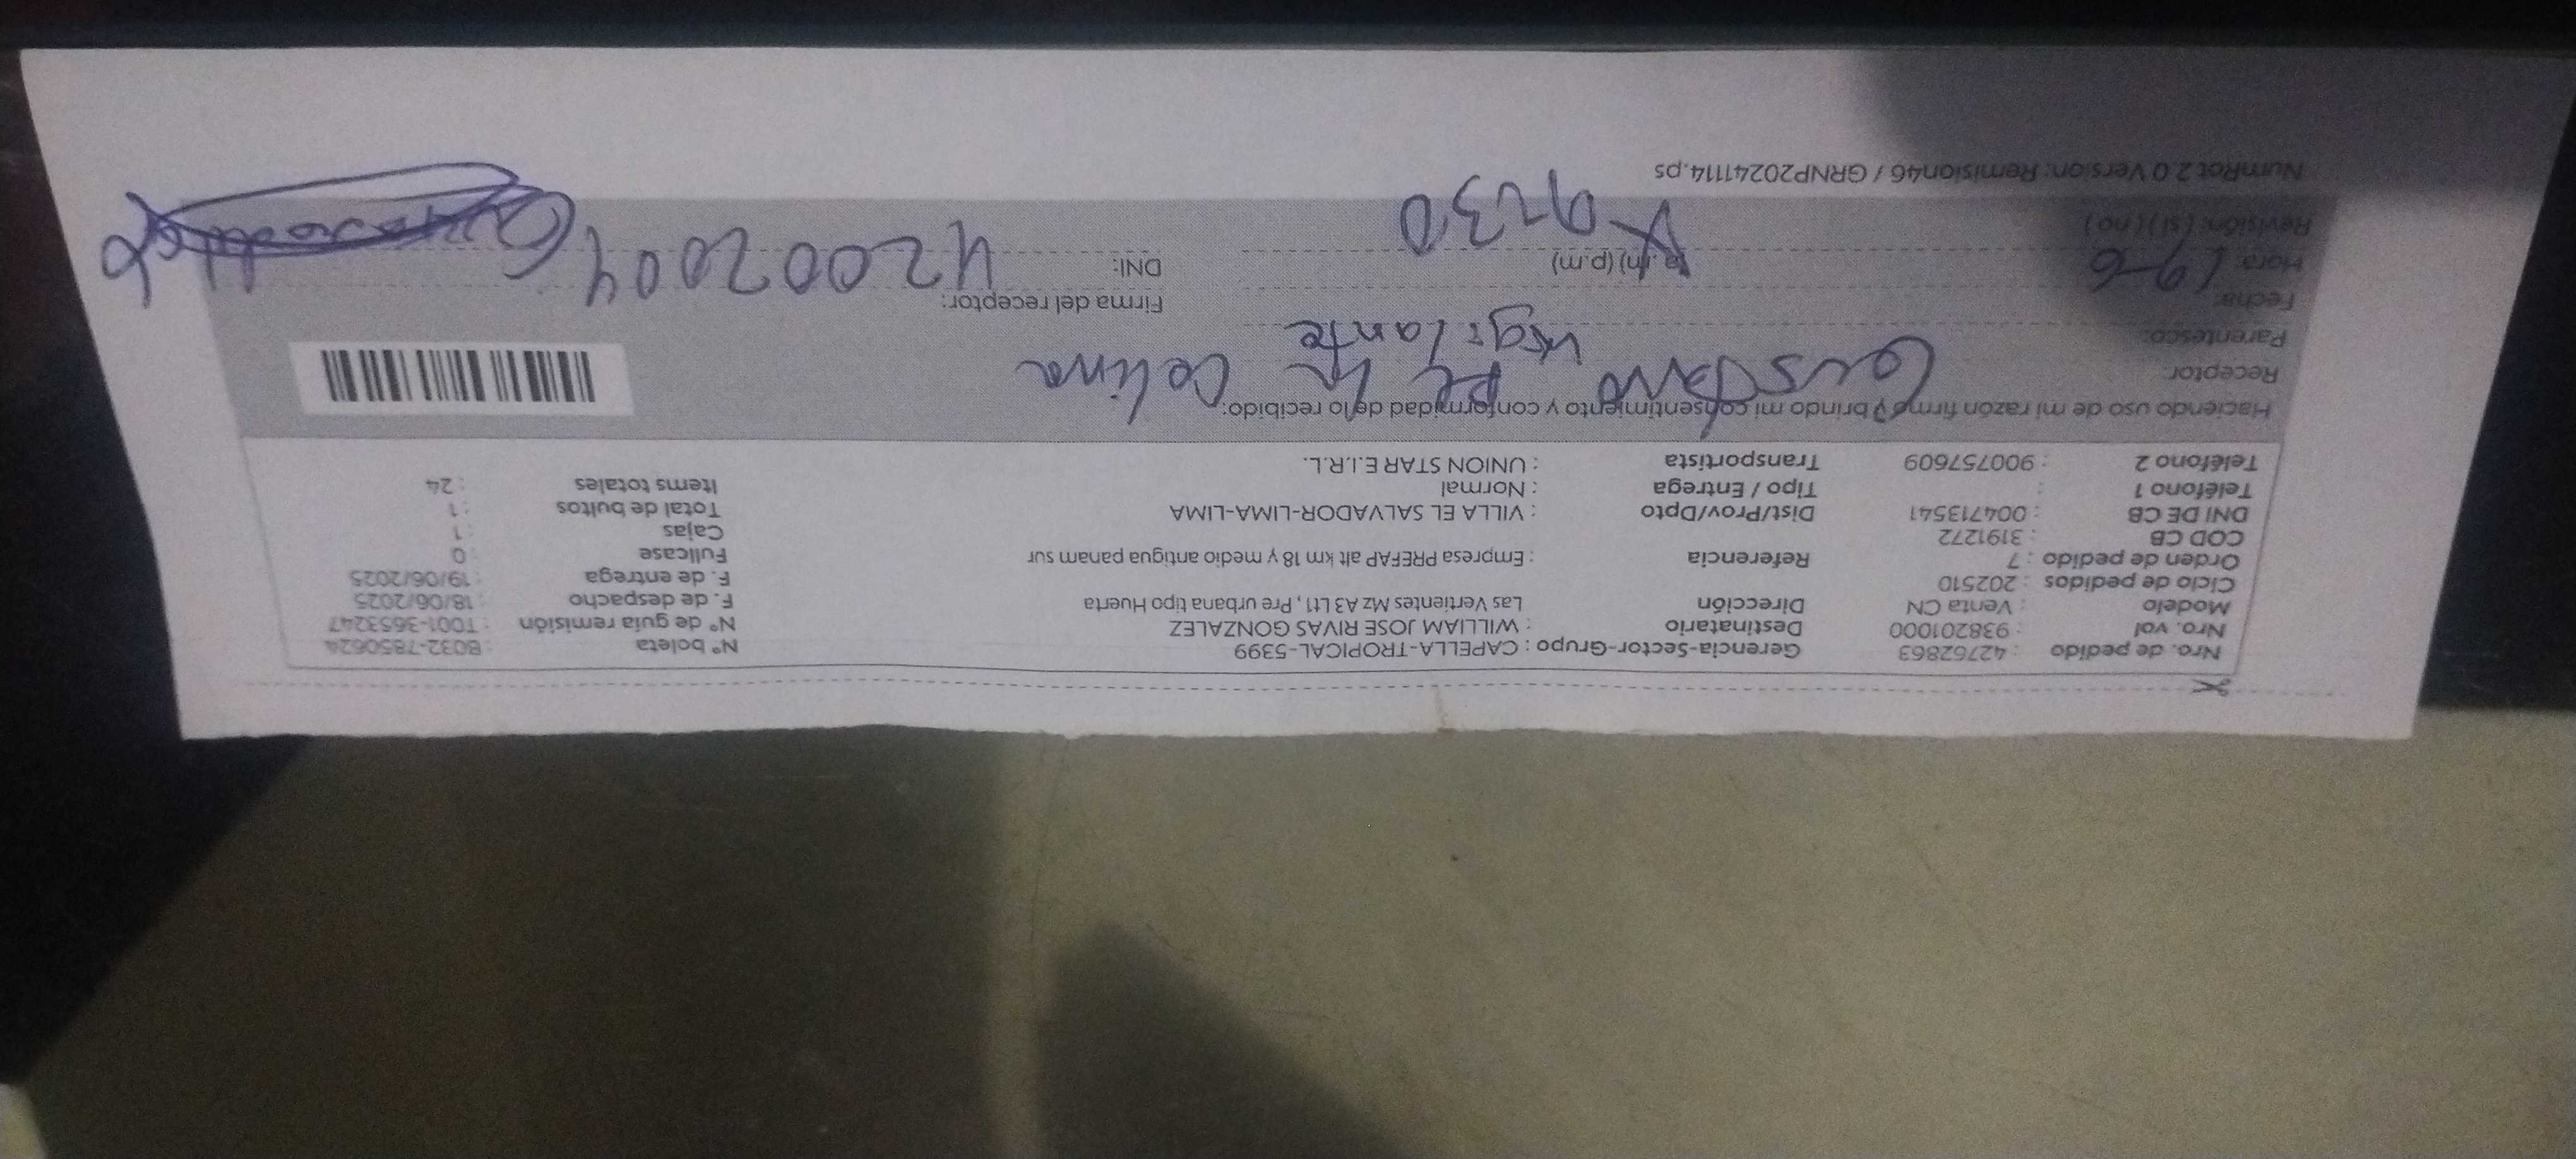 Nro. de pedido : 42762863 Gerencia-Sector-Grupo : CAPELLA-TROPICAL-5399 N° boleta : B032-7850624
Nro. vol : 938201000 Destinatario : WILLIAM JOSE RIVAS GONZALEZ N° de guía remisión : T001-3653247
Modelo : Venta CN Dirección Las Vertientes Mz A3 Lt1, Pre urbana tipo Huerta F. de despacho : 18/06/2025
Ciclo de pedidos : 202510 F. de entrega : 19/06/2025
Orden de pedido : 7 Referencia : Empresa PREFAP alt km 18 y medio antigua panam sur Fullcase : 0
COD CB : 3191272 Cajas : 1
DNI DE CB : 004713541 Dist/Prov/Dpto : VILLA EL SALVADOR-LIMA-LIMA Total de bultos : 1
Teléfono 1 : Tipo / Entrega : Normal Items totales : 24
Teléfono 2 : 900757609 Transportista : UNION STAR E.I.R.L.
Haciendo uso de mi razón firmo y brindo mi consentimiento y conformidad de lo recibido:
Receptor: Gustavo de la Colina
Parentesco: Vigilante
Fecha: 19-6 Firma del receptor:
Hora: (a.m) (p.m) DNI: 42002004
Revisión: (si) (no) 9:30
NumRot 2.0 Version: Remision46 / GRNP20241114.ps